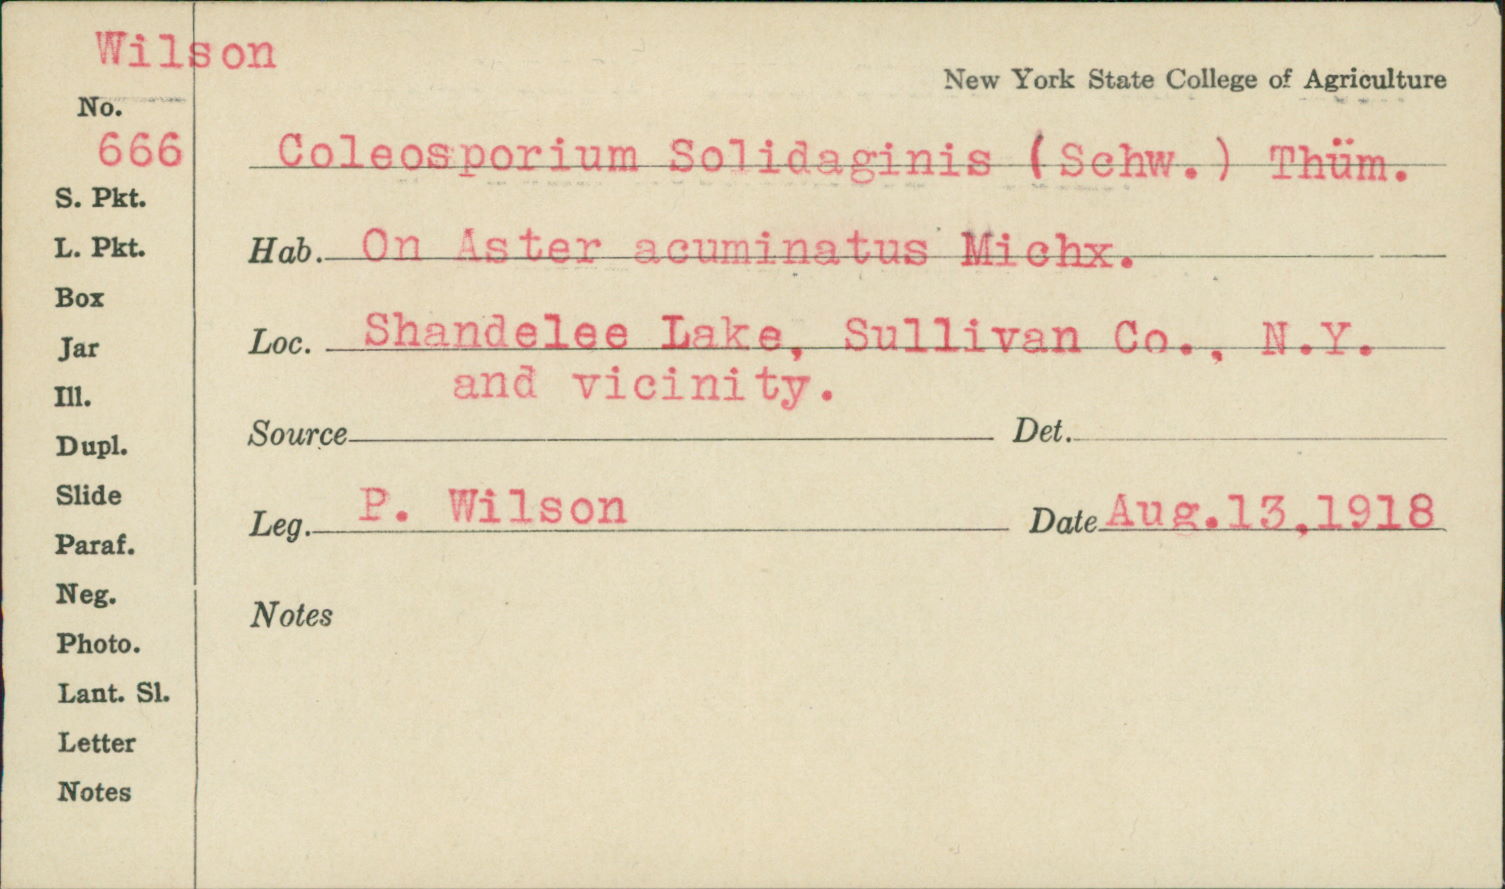 Wilson
New York State College of Agriculture
No.
666
Coleosporium Solidaginis (Schw.) Thüm.
S. Pkt.
L. Pkt.
Hab. On Aster acuminatus Michx.
Box
Jar
Loc. Shandelee Lake, Sullivan Co., N.Y.
and vicinity.
Ill.
Dupl.
Source Det.
Slide
Leg. P. Wilson Date Aug.13,1918
Paraf.
Neg.
Notes
Photo.
Lant. Sl.
Letter
Notes